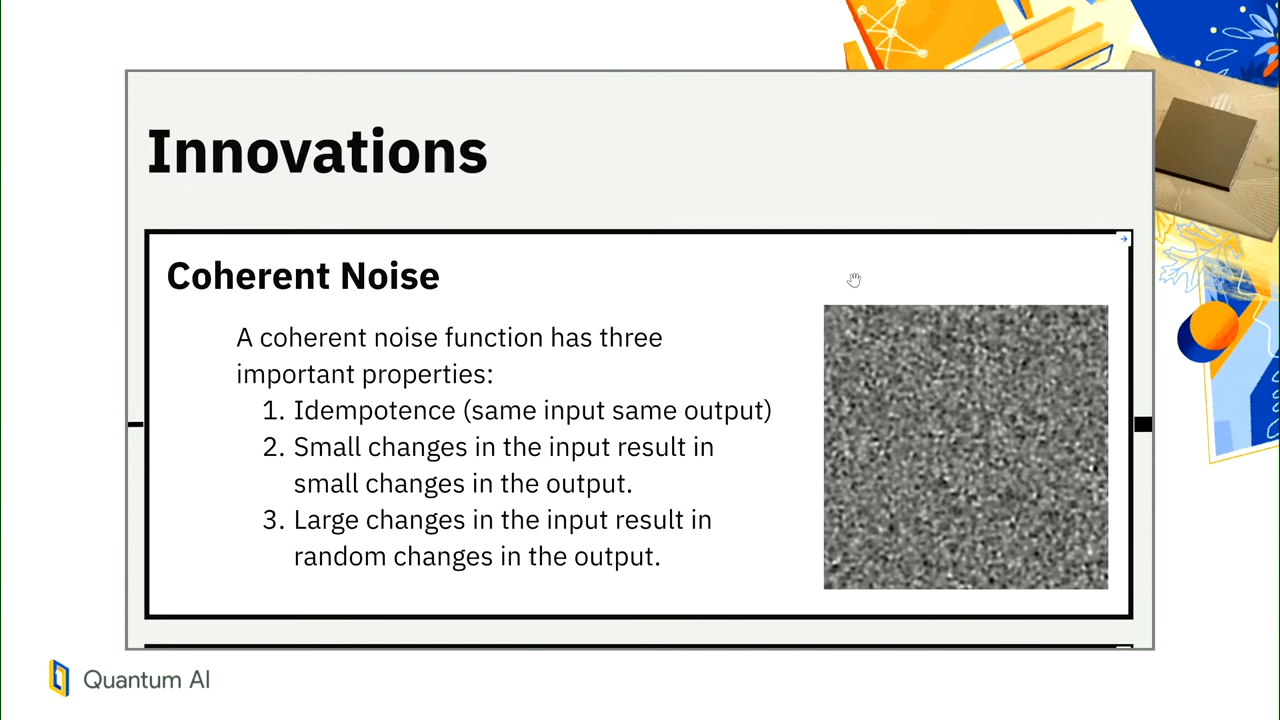 Innovations
Coherent Noise
A coherent noise function has three
important properties:
1. Idempotence (same input same output)
2. Small changes in the input result in
small changes in the output.
3. Large changes in the input result in
random changes in the output.
Quantum AI